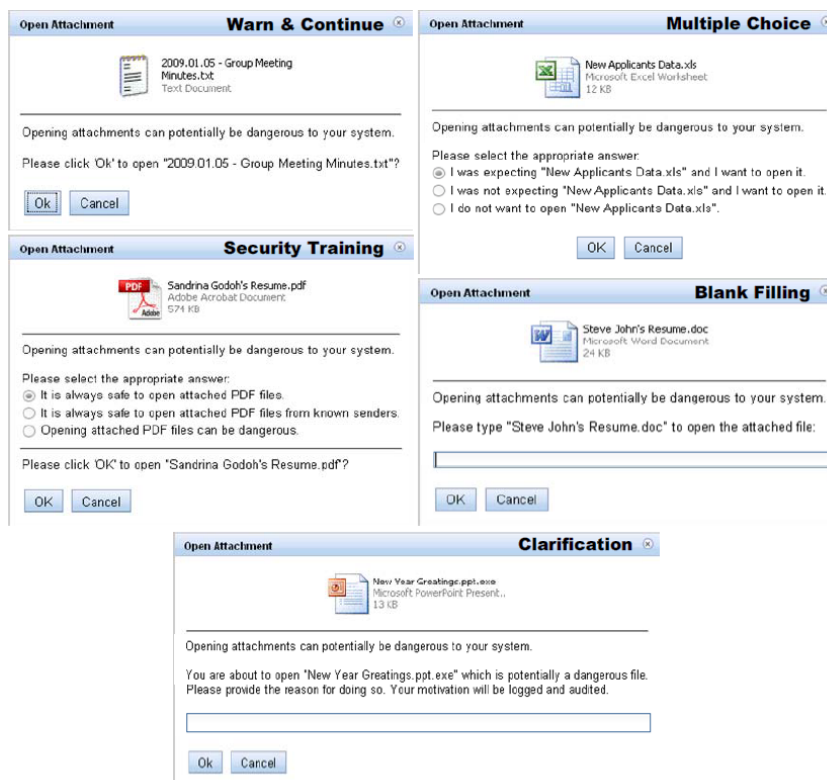 Open Attachment Warn & Continue
2009.01.05 - Group Meeting
Minutes.txt
Text Document
Opening attachments can potentially be dangerous to your system.
Please click 'Ok' to open "2009.01.05 - Group Meeting Minutes.txt"?
Ok Cancel
Open Attachment Multiple Choice
New Applicants Data.xls
Microsoft Excel Worksheet
12 KB
Opening attachments can potentially be dangerous to your system.
Please select the appropriate answer:
I was expecting "New Applicants Data.xls" and I want to open it.
I was not expecting "New Applicants Data.xls" and I want to open it.
I do not want to open "New Applicants Data.xls".
OK Cancel
Open Attachment Security Training
PDF
Adobe
Sandrina Godoh's Resume.pdf
Adobe Acrobat Document
574 KB
Opening attachments can potentially be dangerous to your system.
Please select the appropriate answer:
It is always safe to open attached PDF files.
It is always safe to open attached PDF files from known senders.
Opening attached PDF files can be dangerous.
Please click 'OK' to open "Sandrina Godoh's Resume.pdf"?
OK Cancel
Open Attachment Blank Filling
Steve John's Resume.doc
Microsoft Word Document
24 KB
Opening attachments can potentially be dangerous to your system.
Please type "Steve John's Resume.doc" to open the attached file:
OK Cancel
Open Attachment Clarification
New Year Greatings.ppt.exe
Microsoft PowerPoint Present..
13 KB
Opening attachments can potentially be dangerous to your system.
You are about to open "New Year Greatings.ppt.exe" which is potentially a dangerous file.
Please provide the reason for doing so. Your motivation will be logged and audited.
Ok Cancel